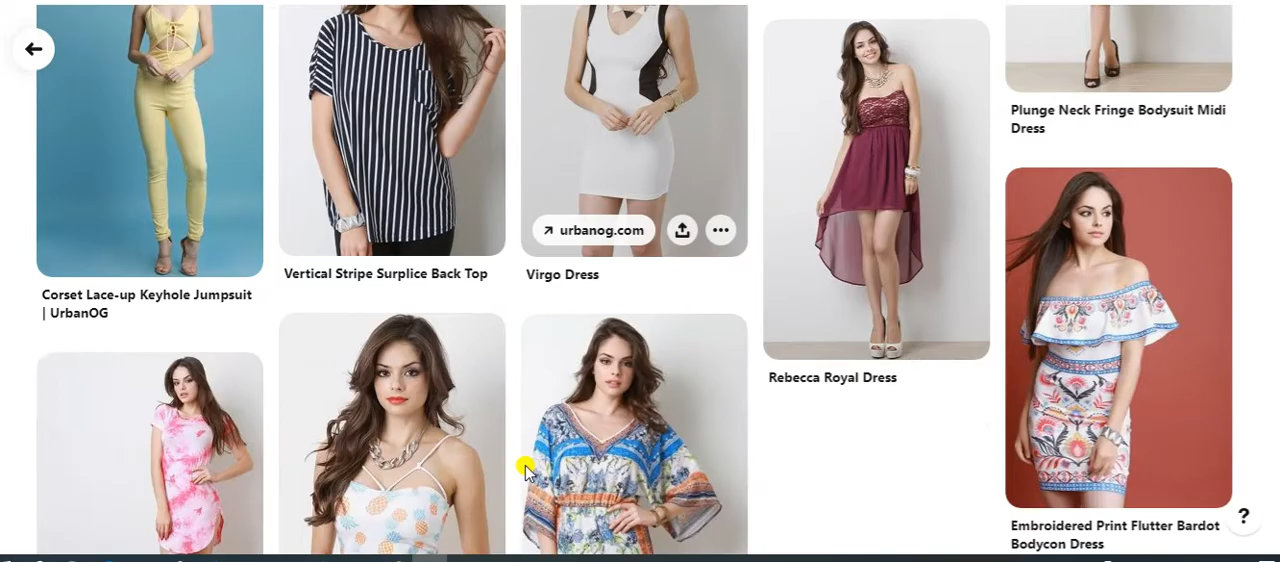 urbanog.com
Plunge Neck Fringe Bodysuit Midi
Dress
Vertical Stripe Surplice Back Top
Virgo Dress
Corset Lace-up Keyhole Jumpsuit
| UrbanOG
Rebecca Royal Dress
Embroidered Print Flutter Bardot
Bodycon Dress
?